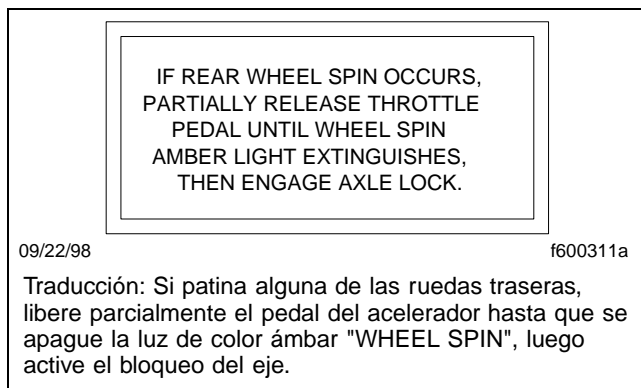 IF REAR WHEEL SPIN OCCURS,
PARTIALLY RELEASE THROTTLE
PEDAL UNTIL WHEEL SPIN
AMBER LIGHT EXTINGUISHES,
THEN ENGAGE AXLE LOCK.
09/22/98 f600311a
Traducción: Si patina alguna de las ruedas traseras,
libere parcialmente el pedal del acelerador hasta que se
apague la luz de color ámbar "WHEEL SPIN", luego
active el bloqueo del eje.